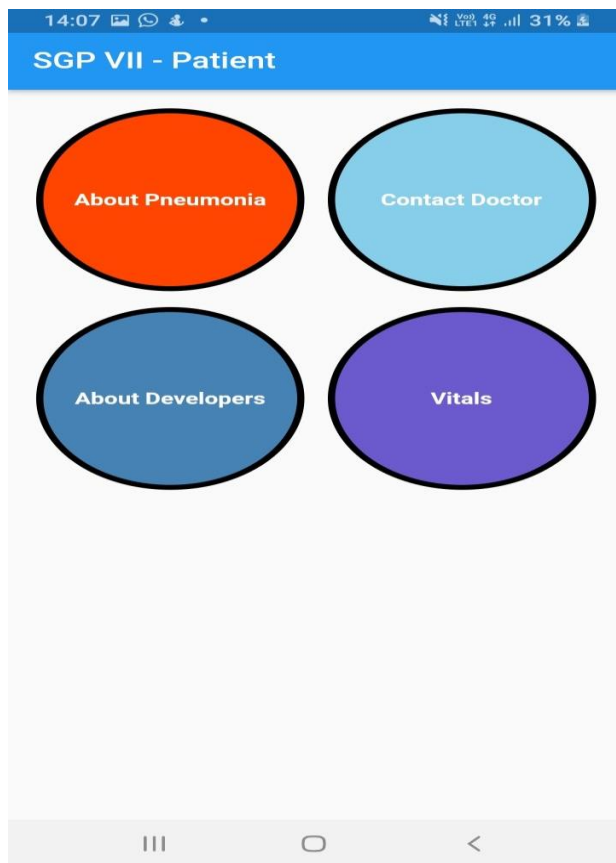 14:07 31%
SGP VII - Patient
About Pneumonia Contact Doctor
About Developers Vitals